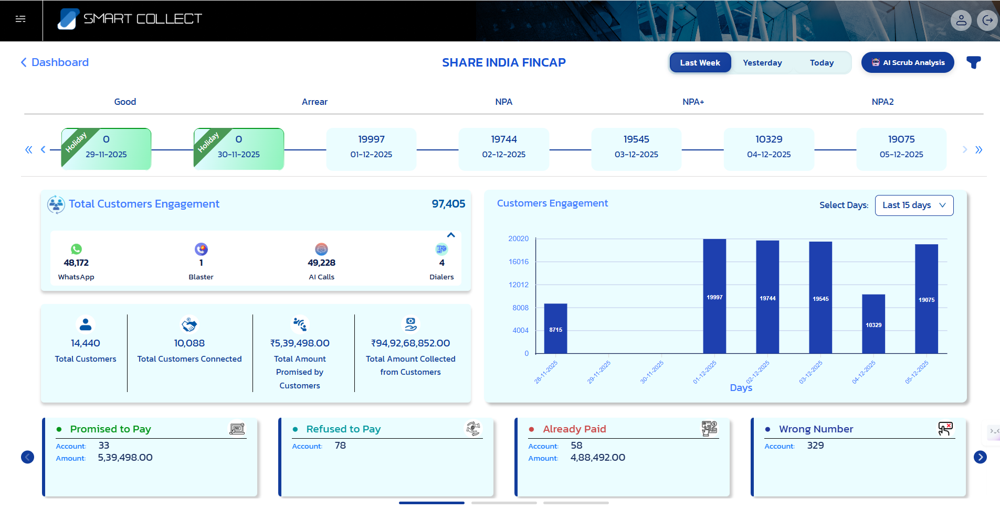 SMART COLLECT
Dashboard
SHARE INDIA FINCAP
Last Week
Yesterday
Today
AI Scrub Analysis
Good
Arrear
NPA
NPA+
NPA2
Holiday
0
29-11-2025
Holiday
0
30-11-2025
19997
01-12-2025
19744
02-12-2025
19545
03-12-2025
10329
04-12-2025
19075
05-12-2025
Total Customers Engagement
97,405
48,172
WhatsApp
1
Blaster
49,228
AI Calls
4
Dialers
14,440
Total Customers
10,088
Total Customers Connected
₹5,39,498.00
Total Amount
Promised by
Customers
₹94,92,68,852.00
Total Amount Collected
from Customers
Customers Engagement
Select Days:
Last 15 days
20020
16016
12012
8008
4004
0
8715
19997
19744
19545
10329
19075
28-11-2025
29-11-2025
30-11-2025
01-12-2025
02-12-2025
03-12-2025
04-12-2025
05-12-2025
Days
Promised to Pay
Account: 33
Amount: 5,39,498.00
Refused to Pay
Account: 78
Already Paid
Account: 58
Amount: 4,88,492.00
Wrong Number
Account: 329